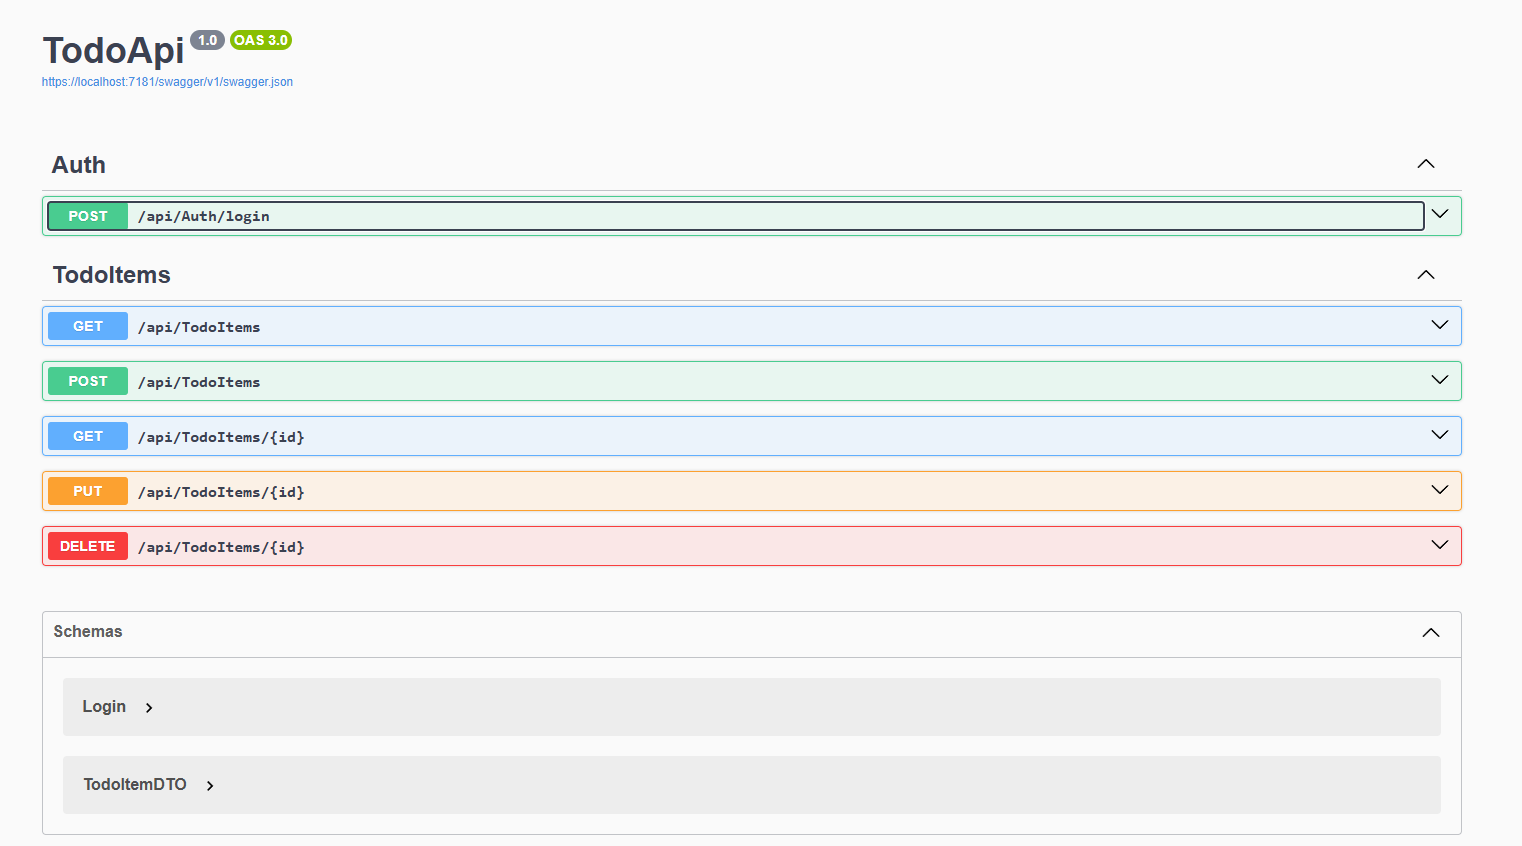 TodoApi 1.0 OAS 3.0
https://localhost:7181/swagger/v1/swagger.json
Auth
POST /api/Auth/login
TodoItems
GET /api/TodoItems
POST /api/TodoItems
GET /api/TodoItems/{id}
PUT /api/TodoItems/{id}
DELETE /api/TodoItems/{id}
Schemas
Login
TodoItemDTO